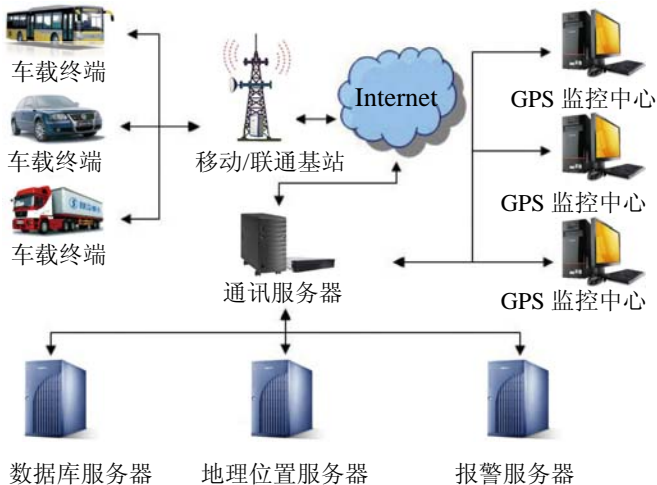 车载终端
车载终端
车载终端
移动/联通基站
Internet
GPS 监控中心
GPS 监控中心
GPS 监控中心
通讯服务器
数据库服务器
地理位置服务器
报警服务器